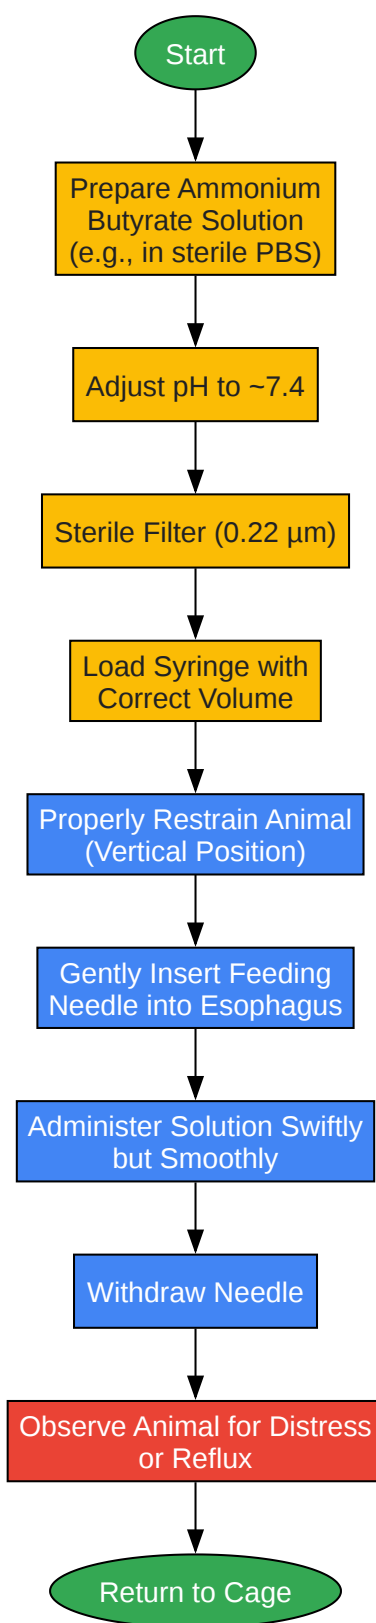 Start
Prepare Ammonium
Butyrate Solution
(e.g., in sterile PBS)
Adjust pH to ~7.4
Sterile Filter (0.22 µm)
Load Syringe with
Correct Volume
Properly Restrain Animal
(Vertical Position)
Gently Insert Feeding
Needle into Esophagus
Administer Solution Swiftly
but Smoothly
Withdraw Needle
Observe Animal for Distress
or Reflux
Return to Cage